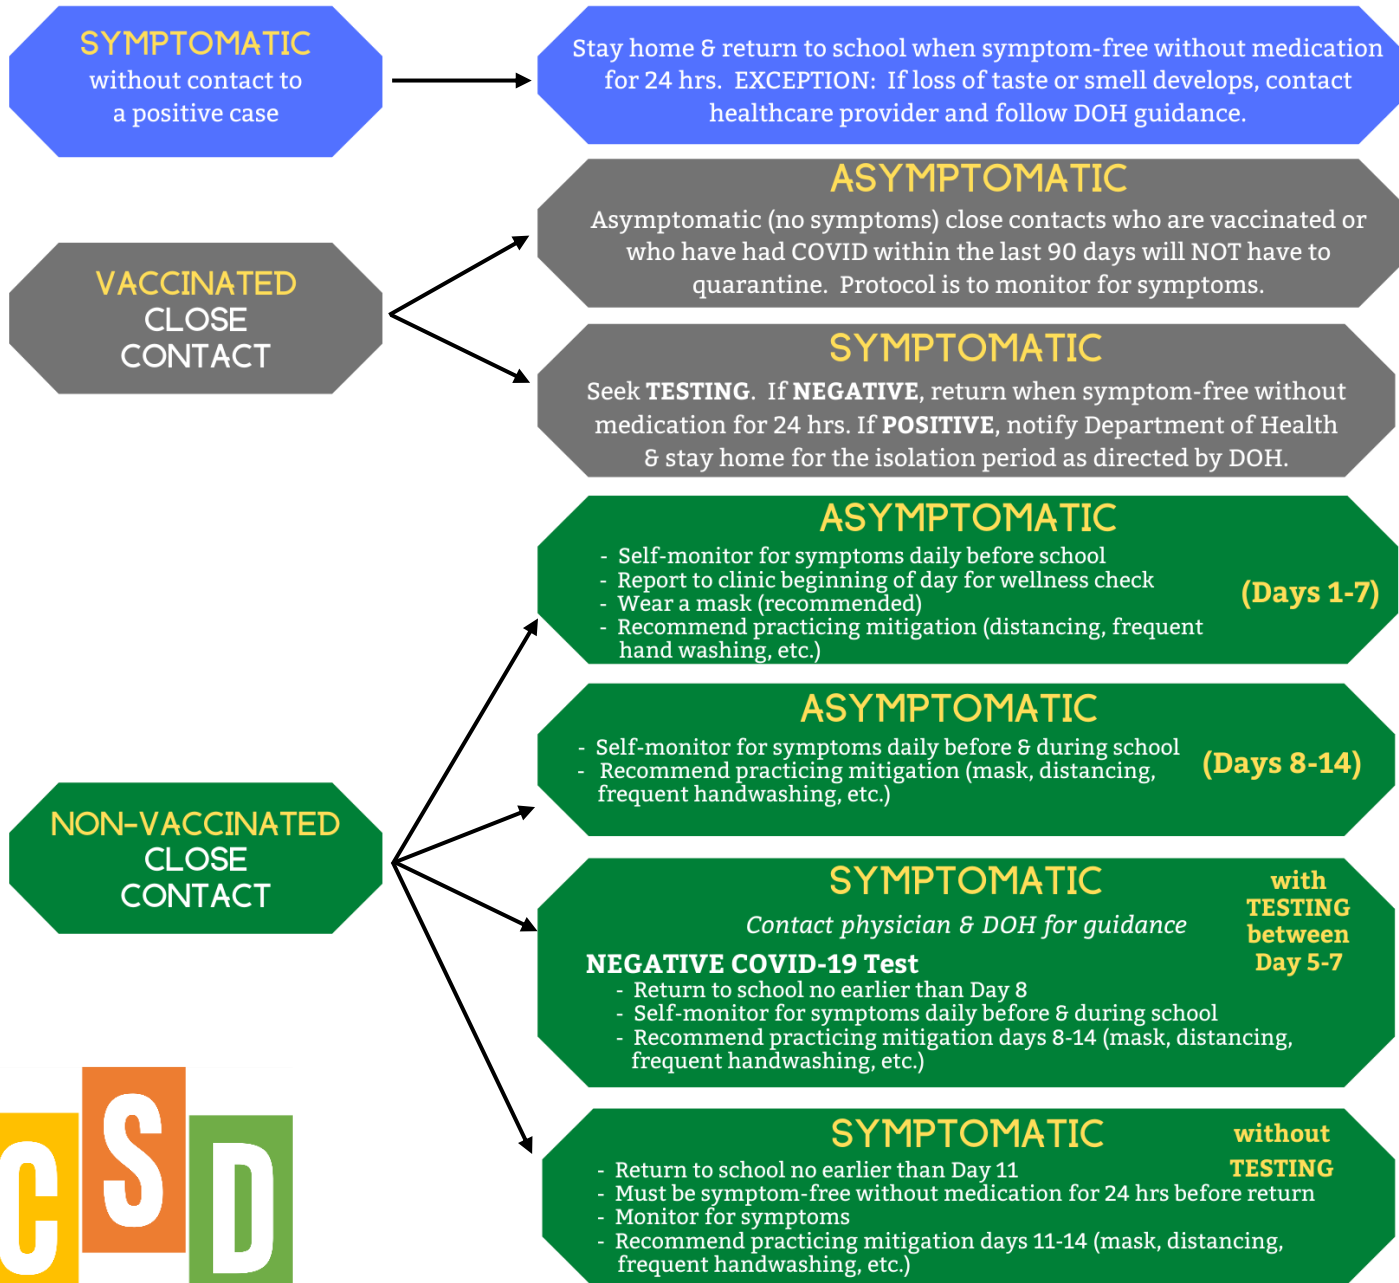 SYMPTOMATIC
without contact to
a positive case
Stay home & return to school when symptom-free without medication
for 24 hrs.  EXCEPTION:  If loss of taste or smell develops, contact
healthcare provider and follow DOH guidance.
VACCINATED
CLOSE
CONTACT
ASYMPTOMATIC
Asymptomatic (no symptoms) close contacts who are vaccinated or
who have had COVID within the last 90 days will NOT have to
quarantine.  Protocol is to monitor for symptoms.
SYMPTOMATIC
Seek TESTING.  If NEGATIVE, return when symptom-free without
medication for 24 hrs. If POSITIVE, notify Department of Health
& stay home for the isolation period as directed by DOH.
NON-VACCINATED
CLOSE
CONTACT
ASYMPTOMATIC
- Self-monitor for symptoms daily before school
- Report to clinic beginning of day for wellness check
- Wear a mask (recommended)
- Recommend practicing mitigation (distancing, frequent
hand washing, etc.)
(Days 1-7)
ASYMPTOMATIC
- Self-monitor for symptoms daily before & during school
- Recommend practicing mitigation (mask, distancing,
frequent handwashing, etc.)
(Days 8-14)
SYMPTOMATIC
Contact physician & DOH for guidance
with
TESTING
between
Day 5-7
NEGATIVE COVID-19 Test
- Return to school no earlier than Day 8
- Self-monitor for symptoms daily before & during school
- Recommend practicing mitigation days 8-14 (mask, distancing,
frequent handwashing, etc.)
SYMPTOMATIC
without
TESTING
- Return to school no earlier than Day 11
- Must be symptom-free without medication for 24 hrs before return
- Monitor for symptoms
- Recommend practicing mitigation days 11-14 (mask, distancing,
frequent handwashing, etc.)
CSD